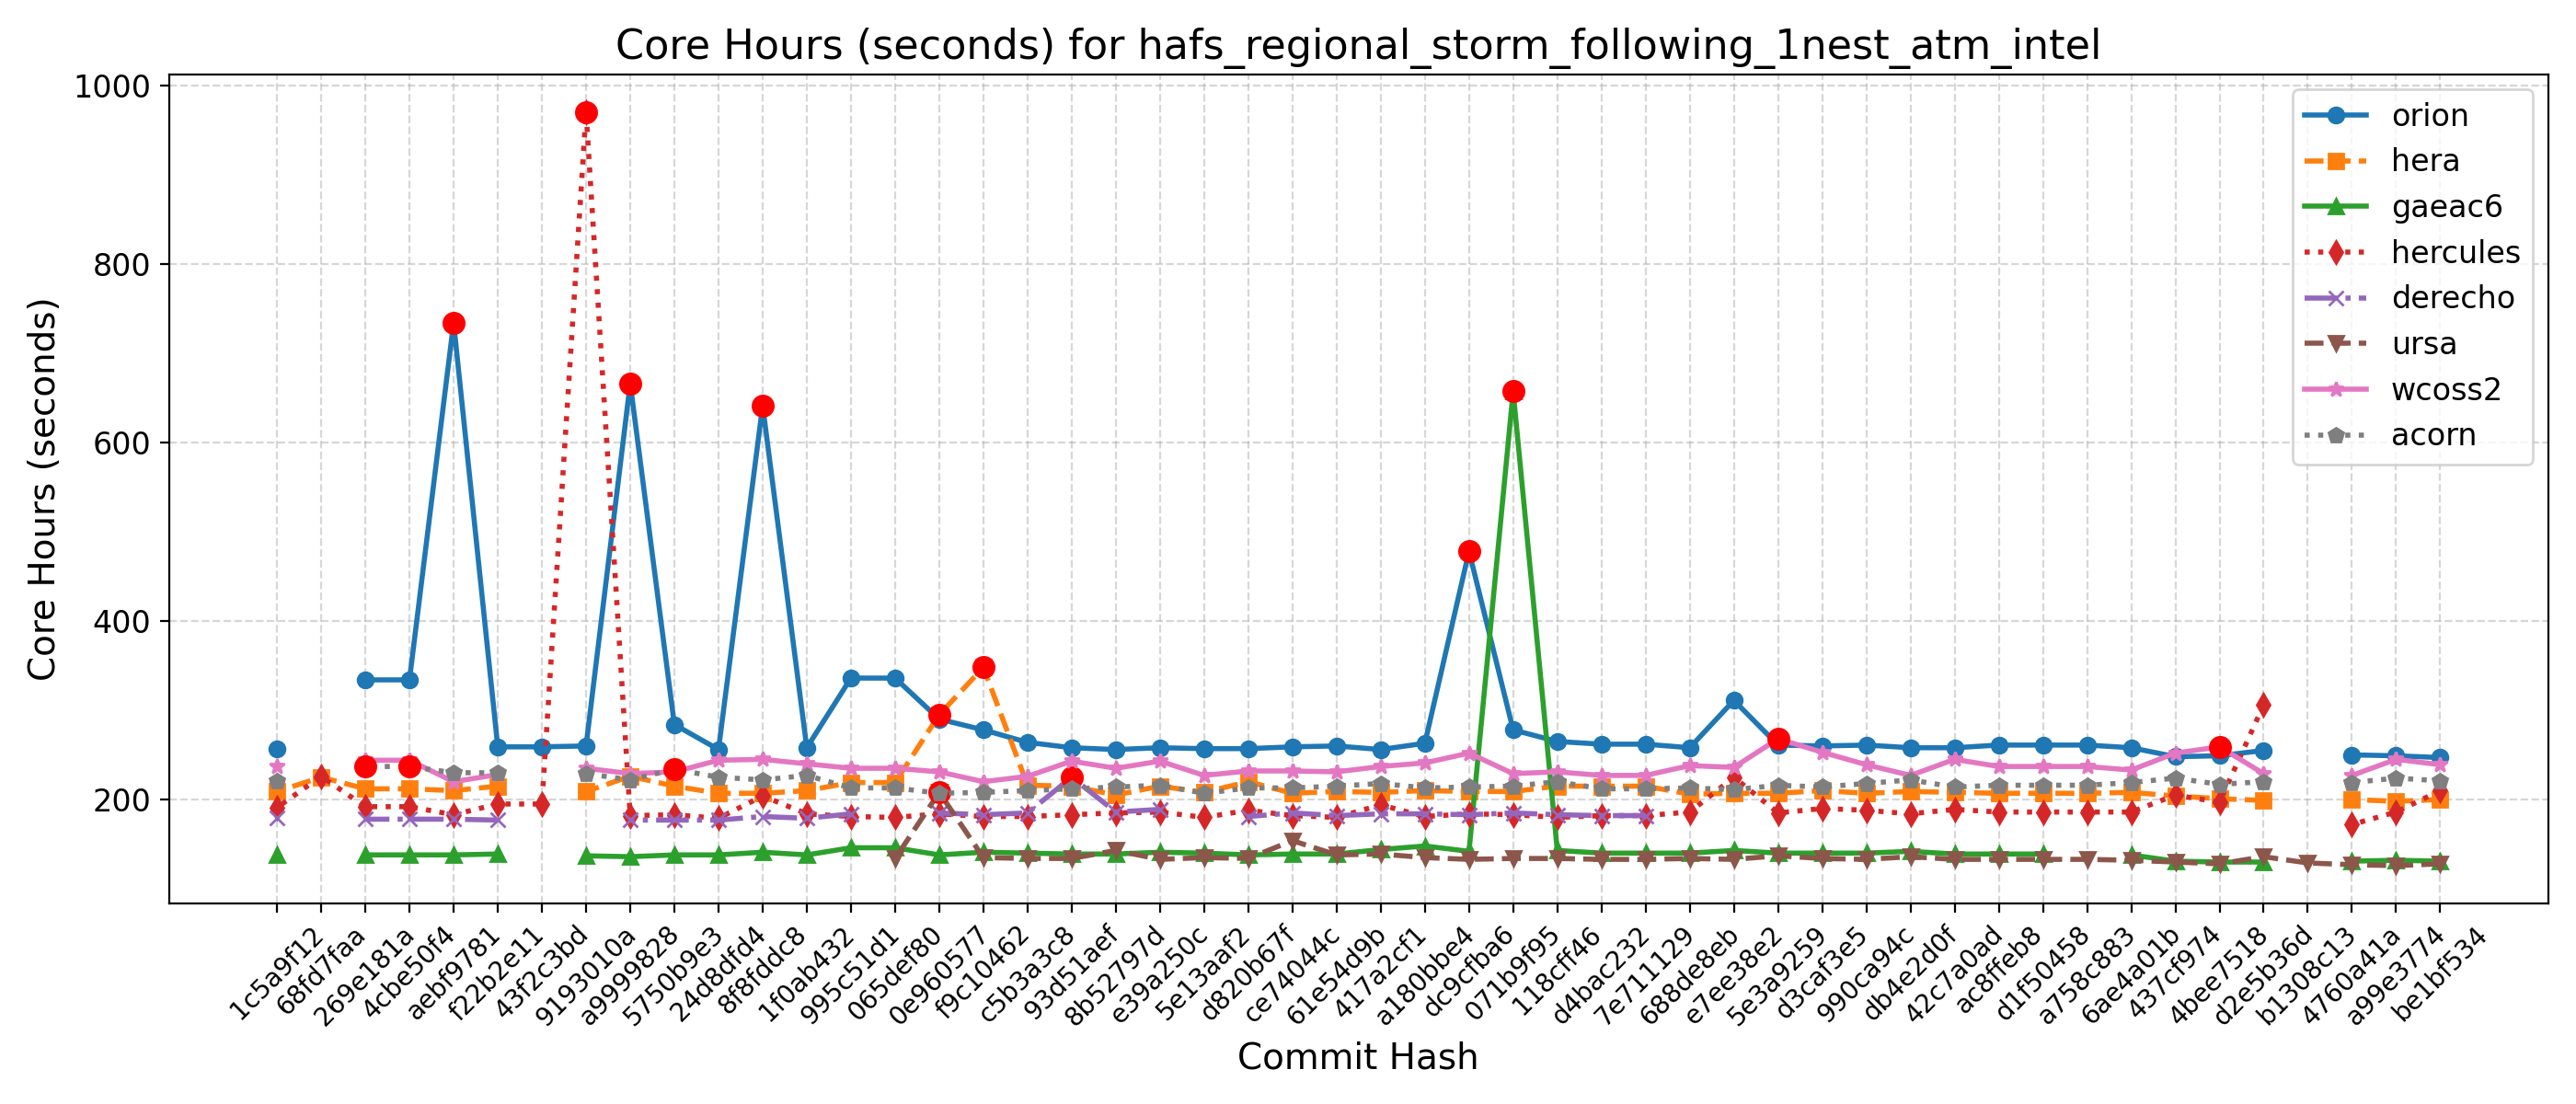 Core Hours (seconds) for hafs_regional_storm_following_1nest_atm_intel
Core Hours (seconds)
1000
800
600
400
200
orion
hera
gaeac6
hercules
derecho
ursa
wcoss2
acorn
1c5a9f12
68fd7faa
269e181a
4cbe50f4
aebf9781
f22b2e11
43f2c3bd
9193010a
a9999828
5750b9e3
24d8dfd4
8f8fddc8
1f0ab432
995c51d1
065def80
0e960577
f9c10462
c5b3a3c8
93d51aef
8b52797d
e39a250c
5e13aaf2
d820b67f
ce74044c
61e54d9b
417a2cf1
a180bbe4
dc9cfba6
071b9f95
118cff46
d4bac232
7e711129
688de8eb
e7ee38e2
5e3a9259
d3caf3e5
990ca94c
db4e2d0f
42c7a0ad
ac8ffeb8
d1f50458
a758c883
6ae4a01b
437cf974
4bee7518
d2e5b36d
b1308c13
4760a41a
a99e3774
be1bf534
Commit Hash